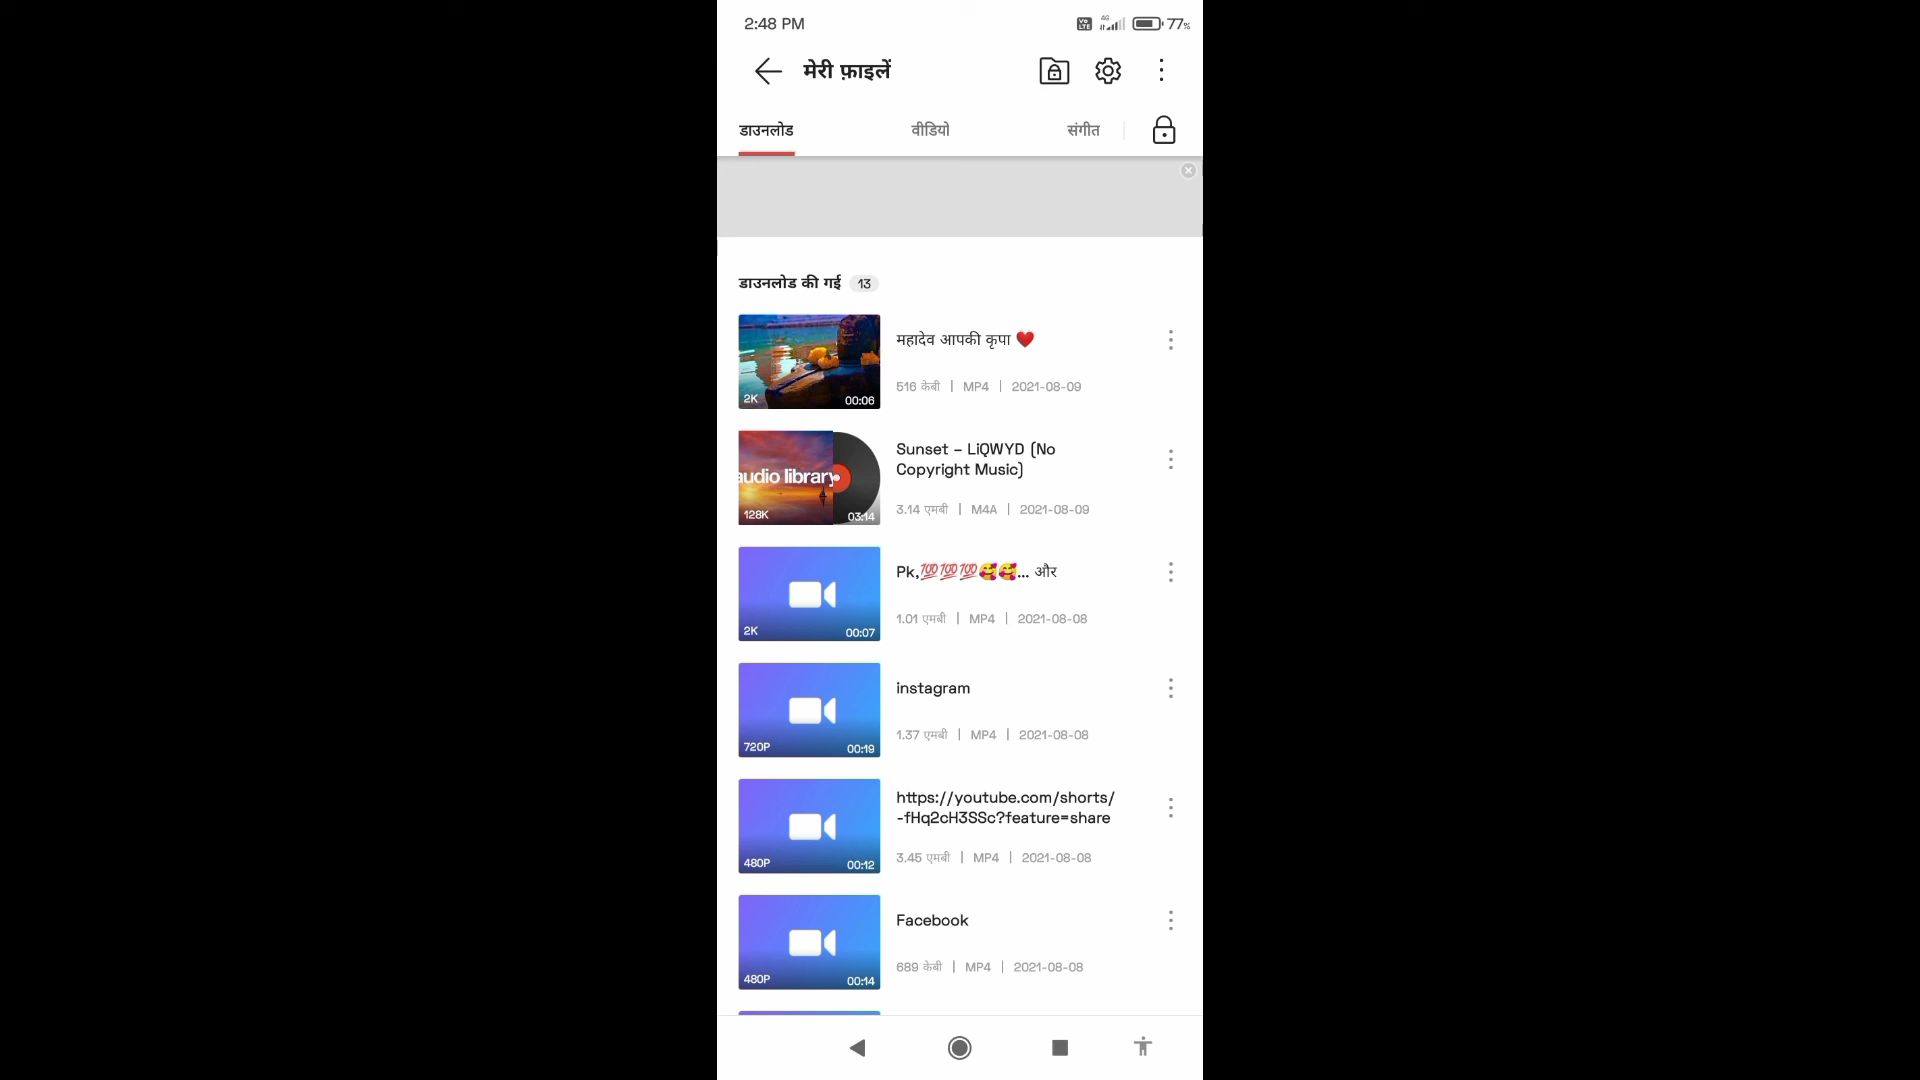 2:48 PM
Vo LTE 4G 77%
मेरी फ़ाइलें
डाउनलोड वीडियो संगीत
डाउनलोड की गई 13
महादेव आपकी कृपा ❤️
516 केबी | MP4 | 2021-08-09
2K 00:06
Sunset – LiQWYD (No
Copyright Music)
audio library
3.14 एमबी | M4A | 2021-08-09
128K 03:14
Pk,💯💯💯🥰🥰... और
1.01 एमबी | MP4 | 2021-08-08
2K 00:07
instagram
1.37 एमबी | MP4 | 2021-08-08
720P 00:19
https://youtube.com/shorts/
-fHq2cH3SSc?feature=share
3.45 एमबी | MP4 | 2021-08-08
480P 00:12
Facebook
689 केबी | MP4 | 2021-08-08
480P 00:14